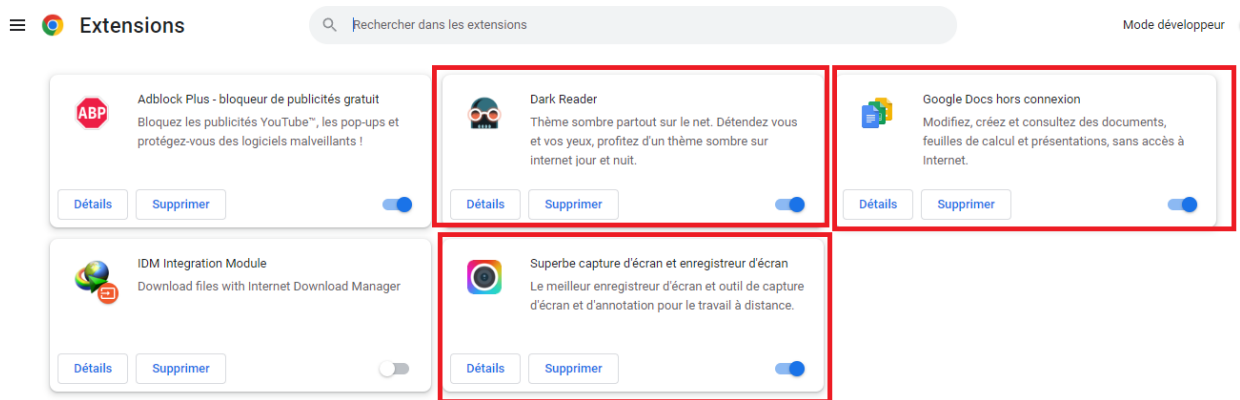 Extensions
Rechercher dans les extensions
Mode développeur
ABP
Adblock Plus - bloqueur de publicités gratuit
Bloquez les publicités YouTube™, les pop-ups et
protégez-vous des logiciels malveillants !
Détails
Supprimer
Dark Reader
Thème sombre partout sur le net. Détendez vous
et vos yeux, profitez d'un thème sombre sur
internet jour et nuit.
Détails
Supprimer
Google Docs hors connexion
Modifiez, créez et consultez des documents,
feuilles de calcul et présentations, sans accès à
Internet.
Détails
Supprimer
IDM Integration Module
Download files with Internet Download Manager
Détails
Supprimer
Superbe capture d'écran et enregistreur d'écran
Le meilleur enregistreur d'écran et outil de capture
d'écran et d'annotation pour le travail à distance.
Détails
Supprimer